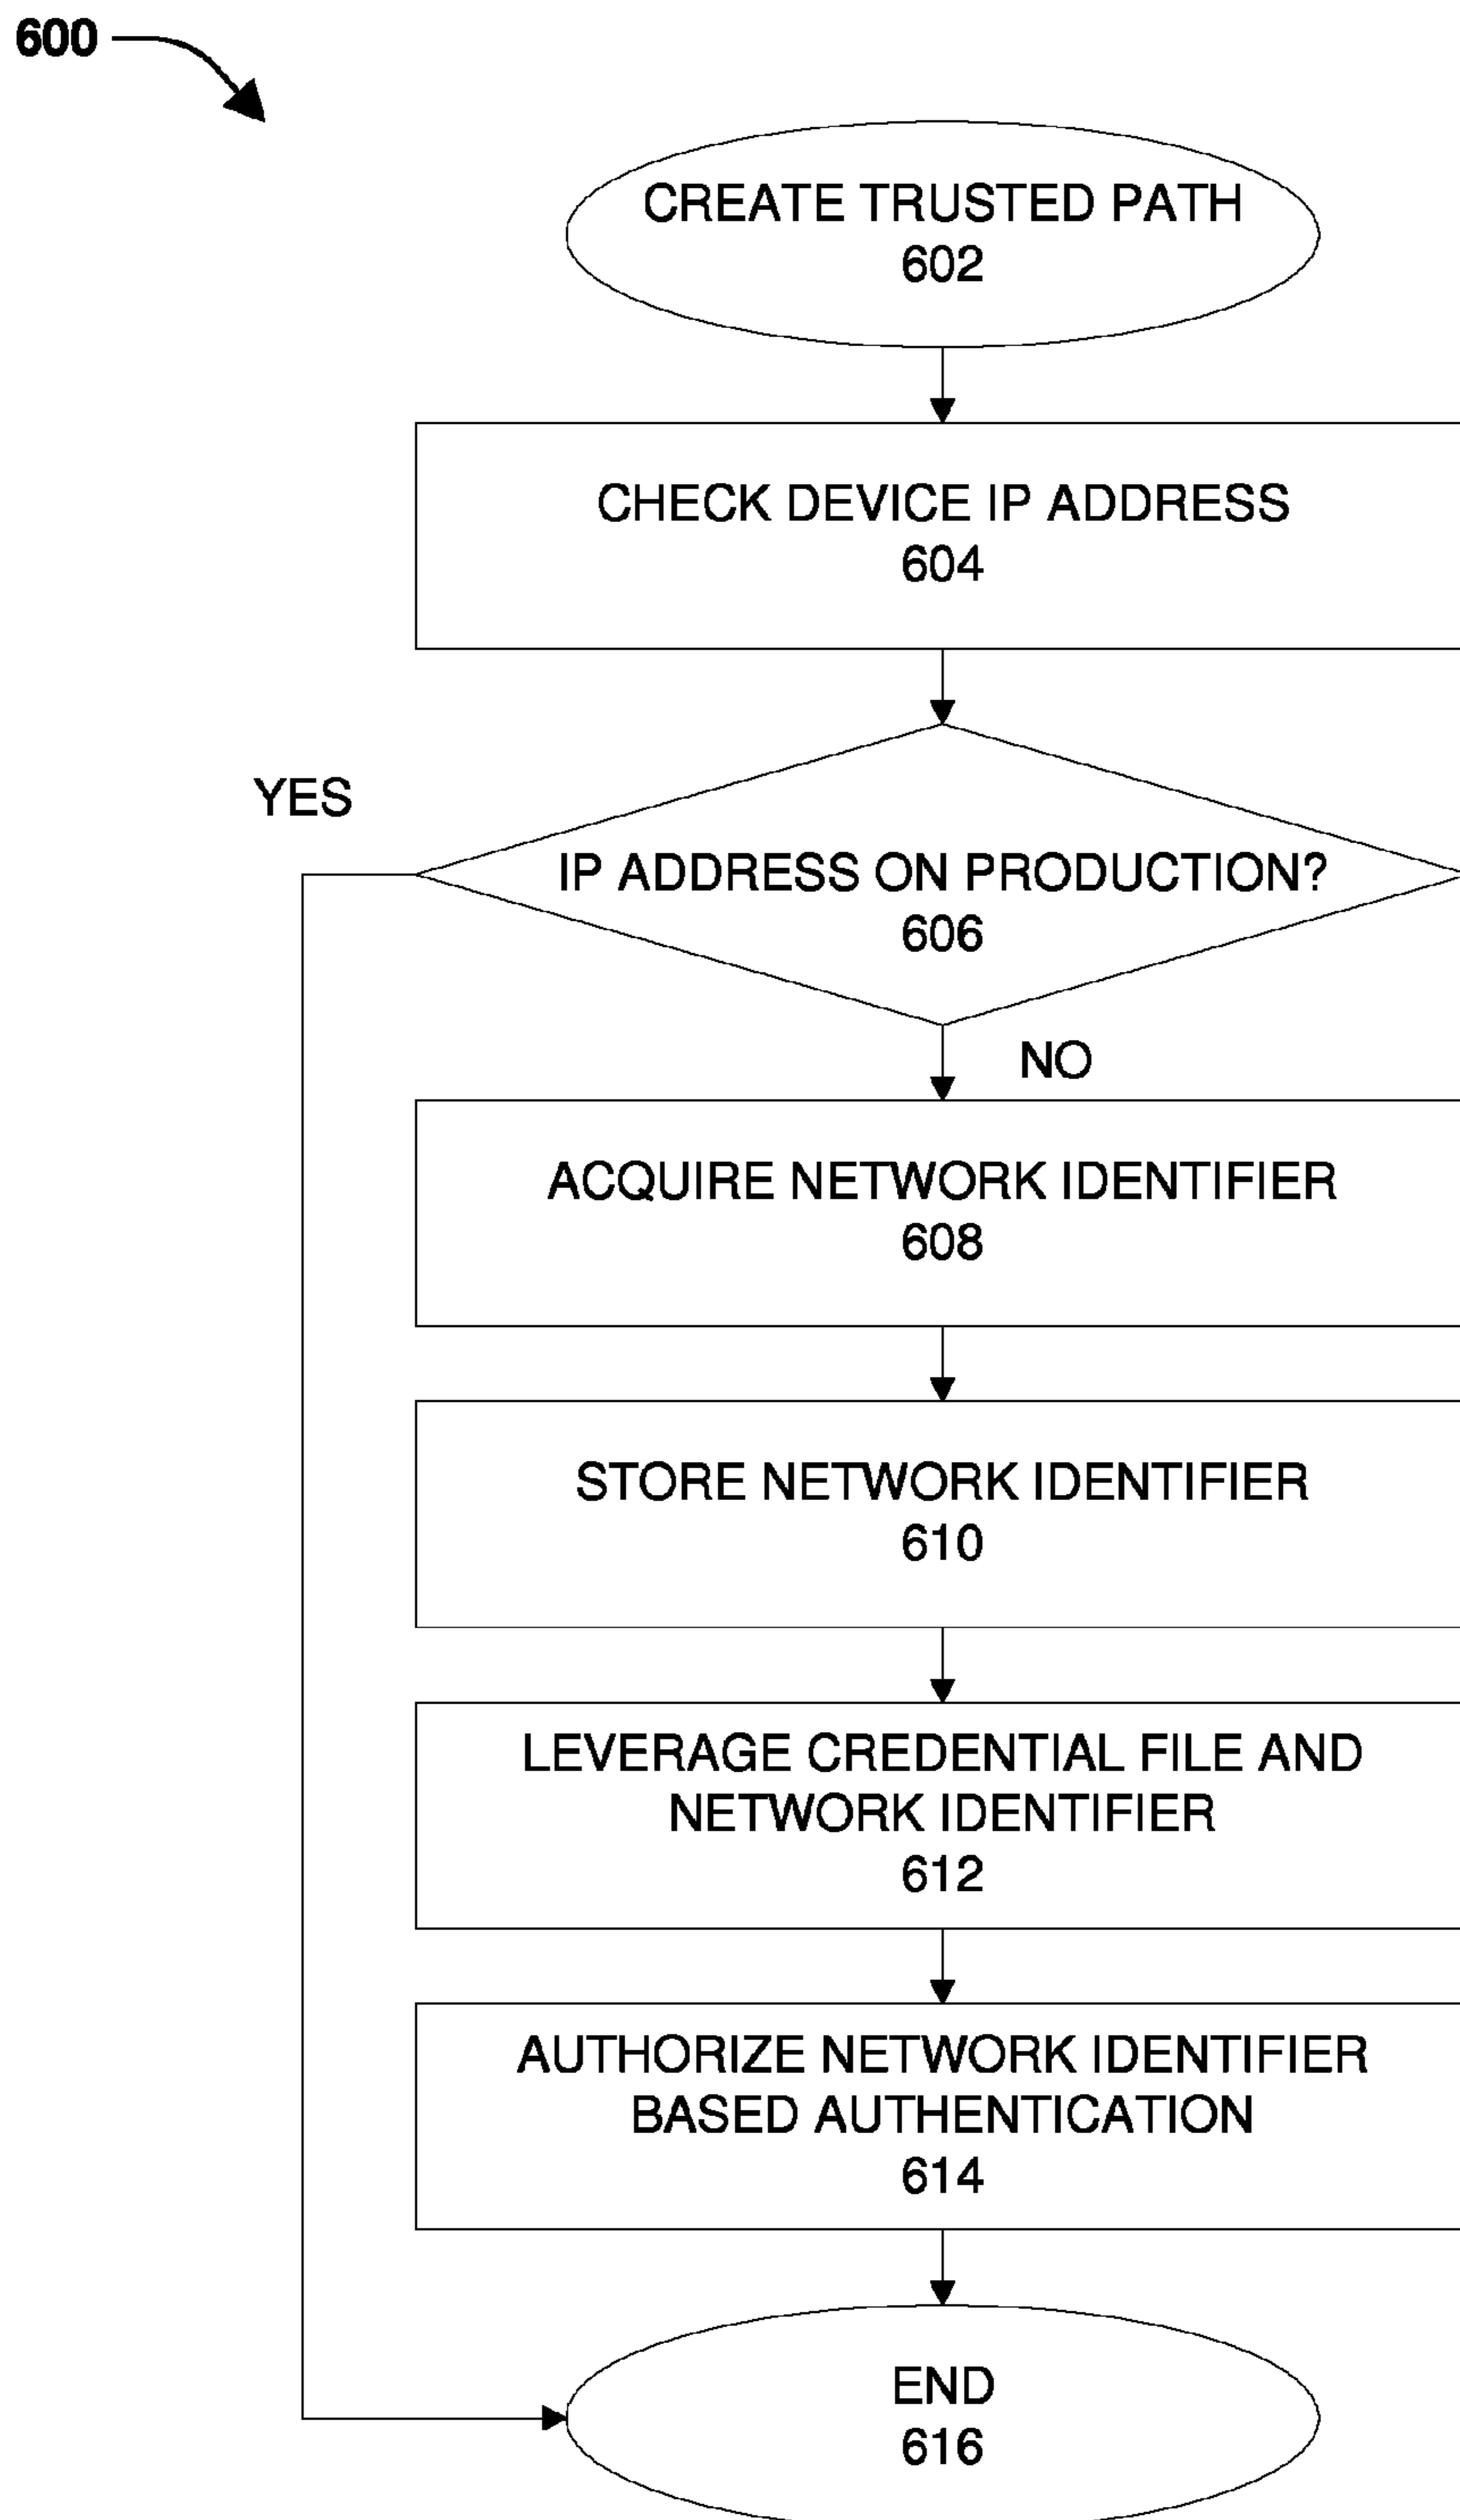 600
CREATE TRUSTED PATH
602
CHECK DEVICE IP ADDRESS
604
YES
IP ADDRESS ON PRODUCTION?
606
NO
ACQUIRE NETWORK IDENTIFIER
608
STORE NETWORK IDENTIFIER
610
LEVERAGE CREDENTIAL FILE AND
NETWORK IDENTIFIER
612
AUTHORIZE NETWORK IDENTIFIER
BASED AUTHENTICATION
614
END
616